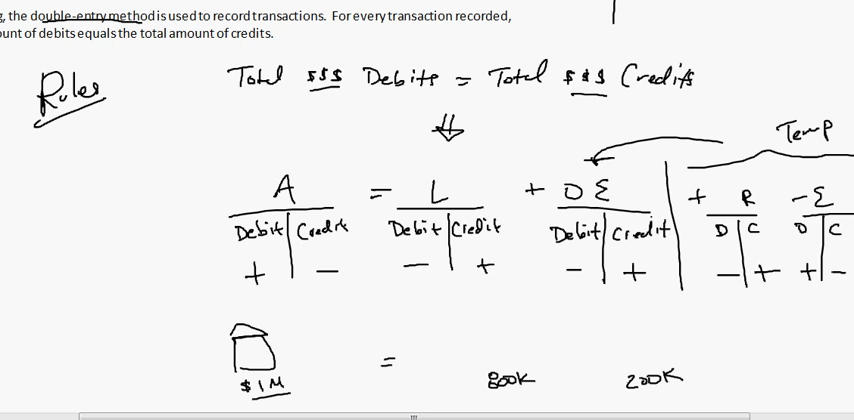 g, the double-entry method is used to record transactions. For every transaction recorded,
ount of debits equals the total amount of credits.
Rules
Total $$$ Debits = Total $$$ Credits
Temp
A = L + OE + R - E
Debit Credit Debit Credit Debit Credit D C D C
+ - - + - + - + + -
$1M = 800K 200K